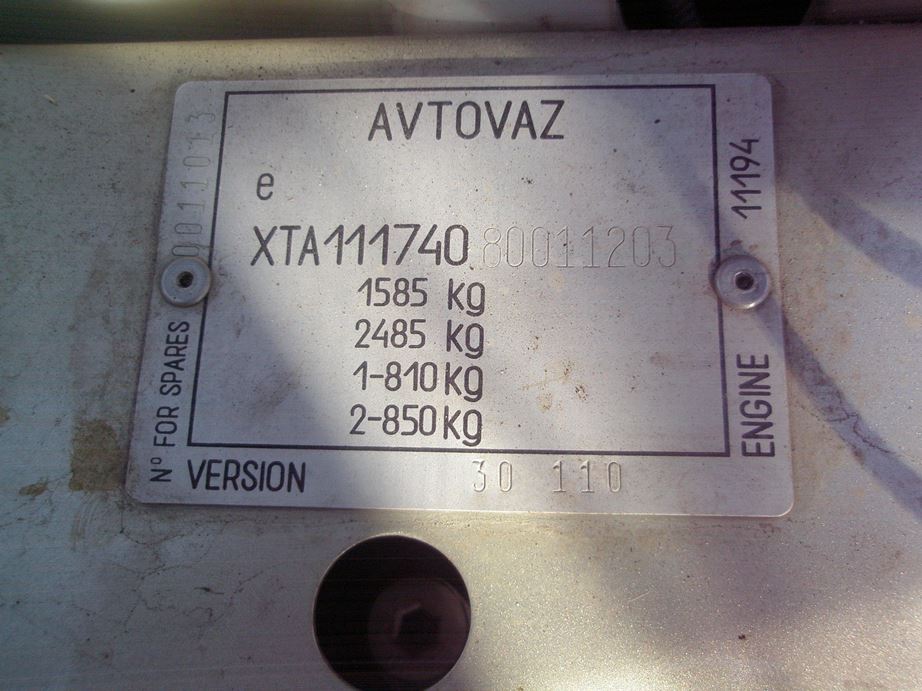 AVTOVAZ
e
XTA111740 80011203
1585 kg
2485 kg
1-810 kg
2-850 kg
VERSION 30 110
N° FOR SPARES 0011013
ENGINE 11194